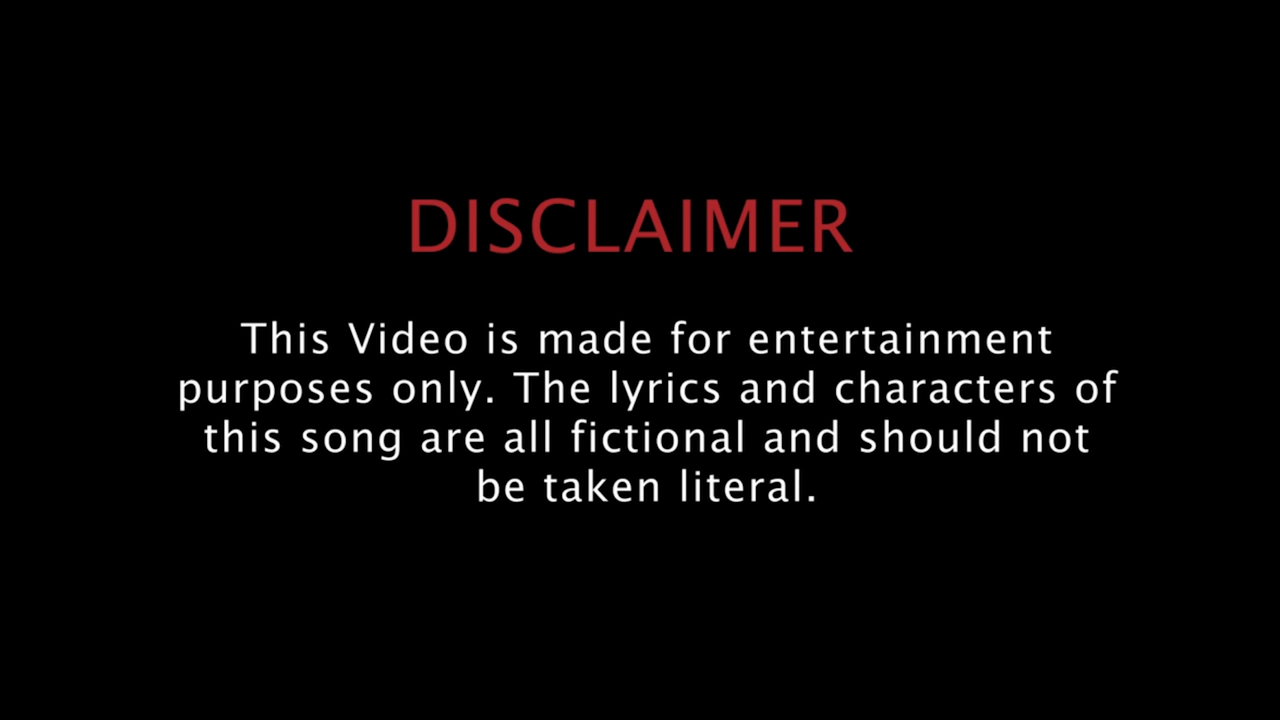 DISCLAIMER
This Video is made for entertainment
purposes only. The lyrics and characters of
this song are all fictional and should not
be taken literal.